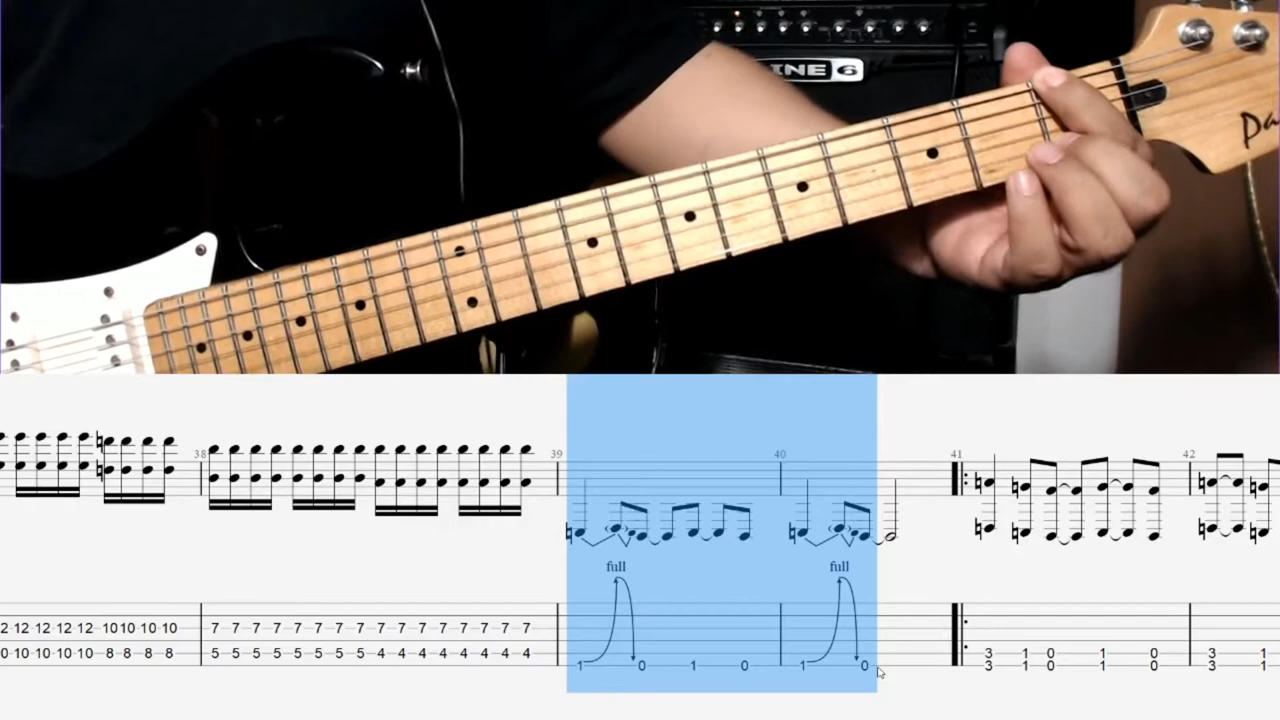 LINE 6
Pa
38 39 40 41 42
full full
2 12 12 12 12 10 10 10 10 7 7 7 7 7 7 7 7 7 7 7 7 7 7 7 7
0 10 10 10 10 8 8 8 8 5 5 5 5 5 5 5 5 4 4 4 4 4 4 4 4 3 1 0 1 0 3 1
1 0 1 0 1 0 3 1 0 1 0 3 1